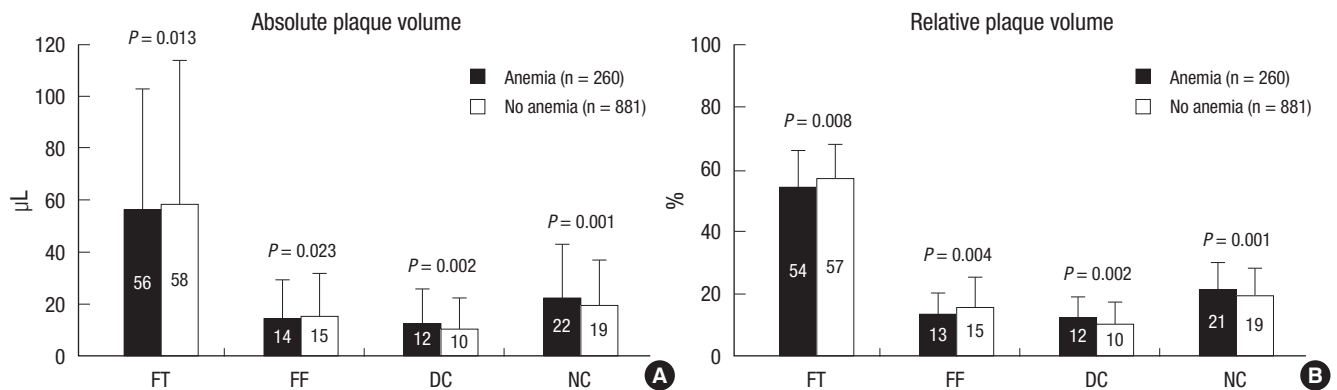 Absolute plaque volume
120
100
80
60
40
20
0
μL
P = 0.013
P = 0.023
P = 0.002
P = 0.001
Anemia (n = 260)
No anemia (n = 881)
56
58
14
15
12
10
22
19
FT
FF
DC
NC
A
Relative plaque volume
100
80
60
40
20
0
%
P = 0.008
P = 0.004
P = 0.002
P = 0.001
Anemia (n = 260)
No anemia (n = 881)
54
57
13
15
12
10
21
19
FT
FF
DC
NC
B